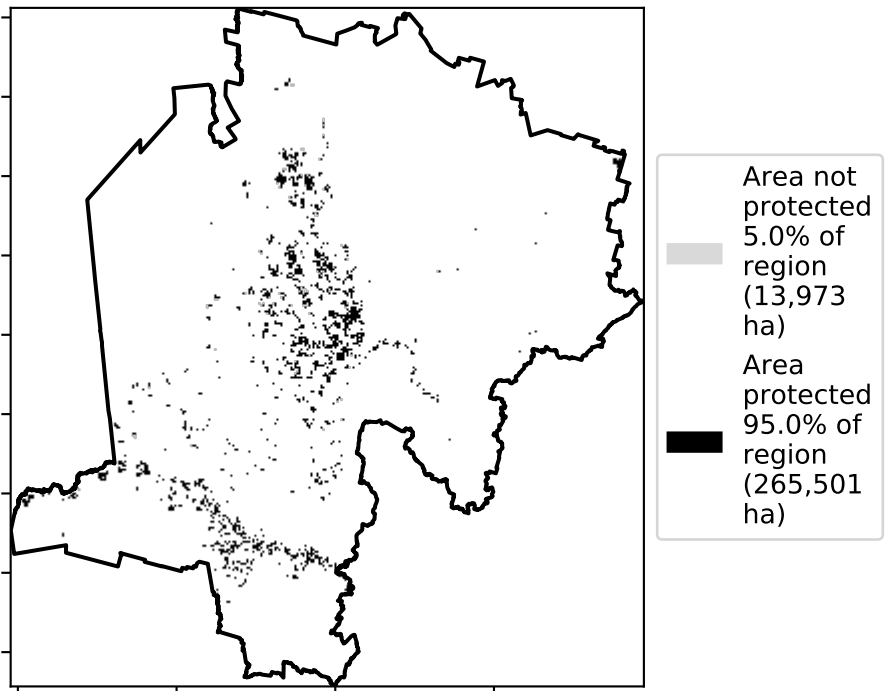 Area not
protected
5.0% of
region
(13,973
ha)
Area
protected
95.0% of
region
(265,501
ha)